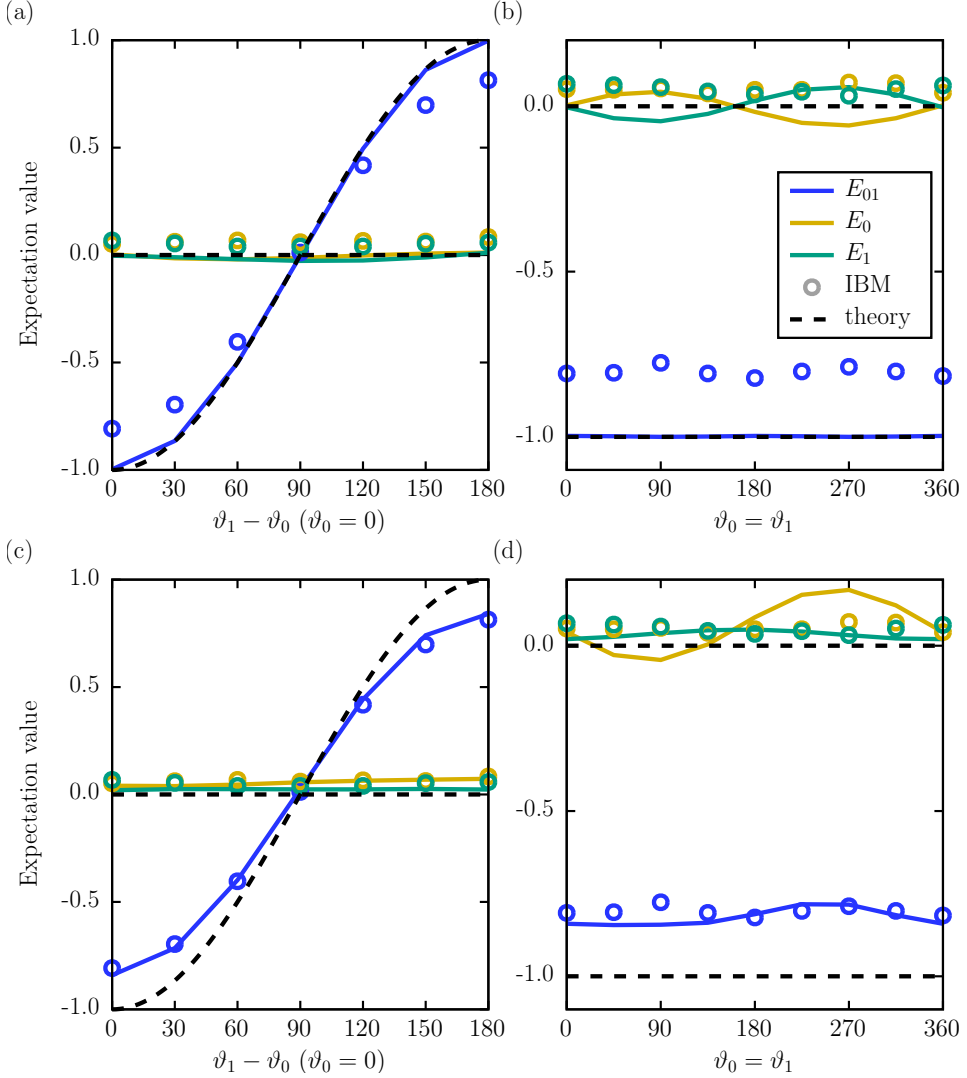 (a)
Expectation value
1.0
0.5
0.0
-0.5
-1.0
0 30 60 90 120 150 180
ϑ₁ − ϑ₀ (ϑ₀ = 0)
(b)
0.0
-0.5
-1.0
E₀₁
E₀
E₁
IBM
theory
0 90 180 270 360
ϑ₀ = ϑ₁
(c)
Expectation value
1.0
0.5
0.0
-0.5
-1.0
0 30 60 90 120 150 180
ϑ₁ − ϑ₀ (ϑ₀ = 0)
(d)
0.0
-0.5
-1.0
0 90 180 270 360
ϑ₀ = ϑ₁